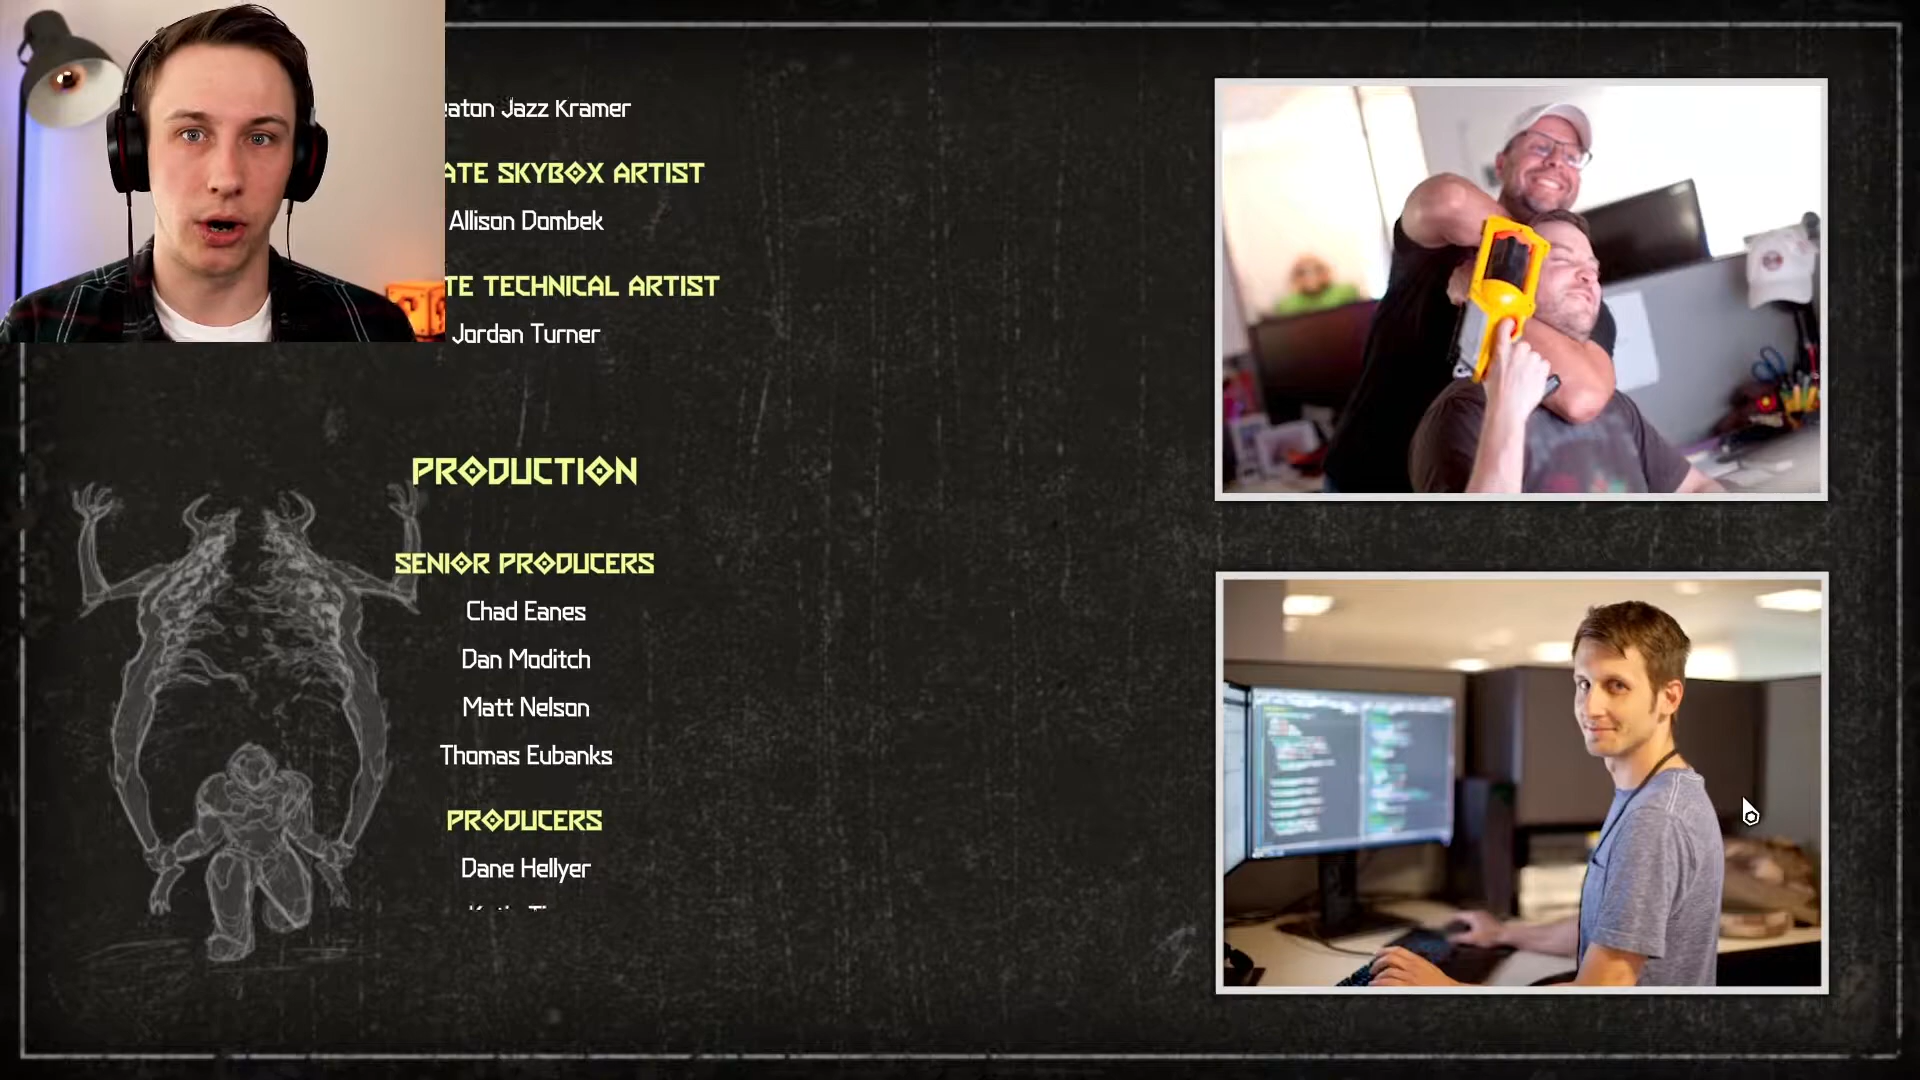 eaton Jazz Kramer
ATE SKYBOX ARTIST
Allison Dombek
TE TECHNICAL ARTIST
Jordan Turner
PRODUCTION
SENIOR PRODUCERS
Chad Eanes
Dan Moditch
Matt Nelson
Thomas Eubanks
PRODUCERS
Dane Hellyer